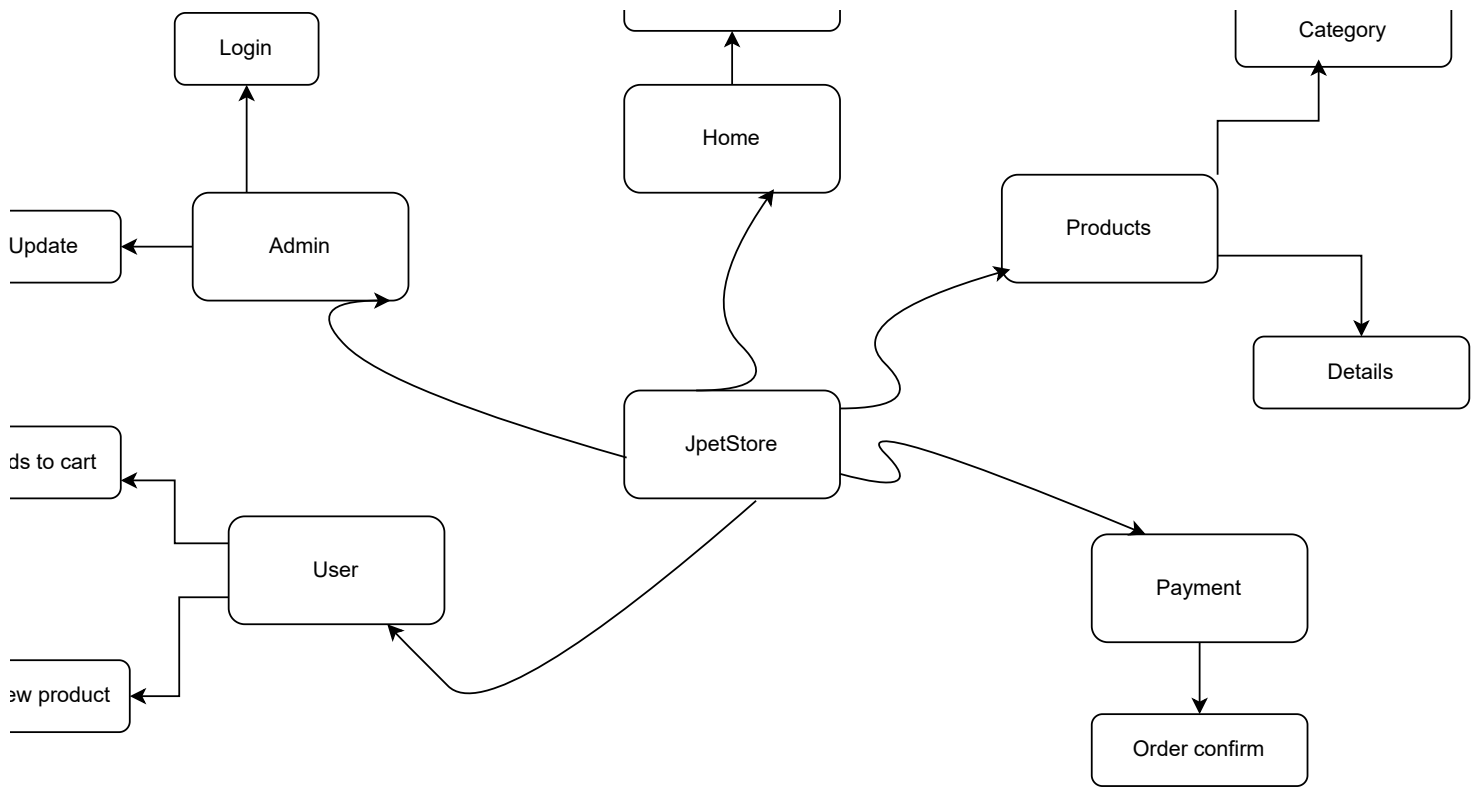 Login
Category
Home
Products
Update
Admin
Details
JpetStore
ds to cart
User
Payment
ew product
Order confirm